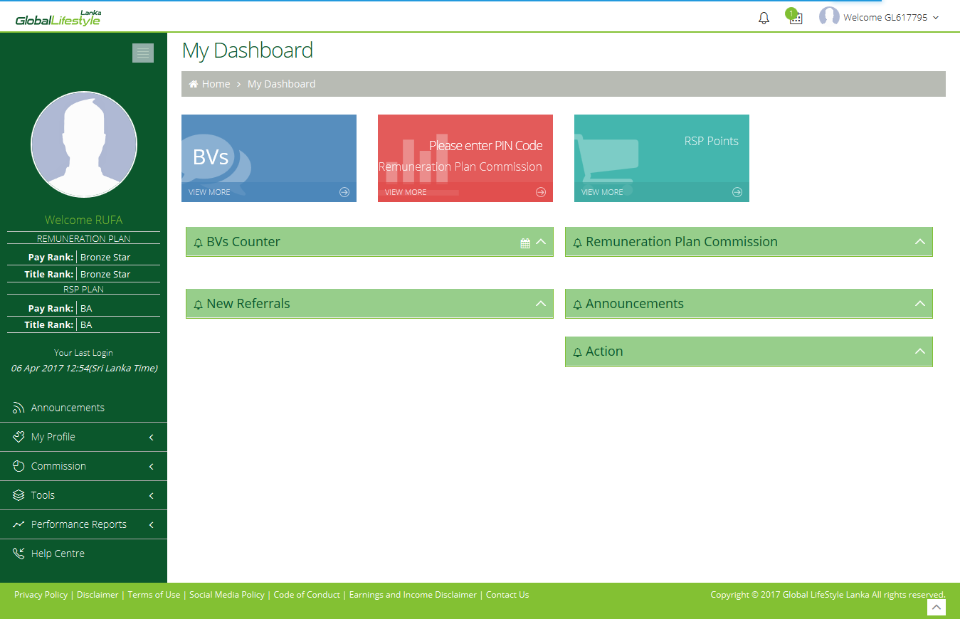 Lanka
GlobalLifestyle
1
Welcome GL617795
My Dashboard
Home > My Dashboard
BVs
VIEW MORE
Please enter PIN Code
Remuneration Plan Commission
VIEW MORE
RSP Points
VIEW MORE
Welcome RUFA
REMUNERATION PLAN
Pay Rank: Bronze Star
Title Rank: Bronze Star
RSP PLAN
Pay Rank: BA
Title Rank: BA
Your Last Login
06 Apr 2017 12:54(Sri Lanka Time)
Announcements
My Profile
Commission
Tools
Performance Reports
Help Centre
BVs Counter
Remuneration Plan Commission
New Referrals
Announcements
Action
Privacy Policy | Disclaimer | Terms of Use | Social Media Policy | Code of Conduct | Earnings and Income Disclaimer | Contact Us
Copyright © 2017 Global LifeStyle Lanka All rights reserved.